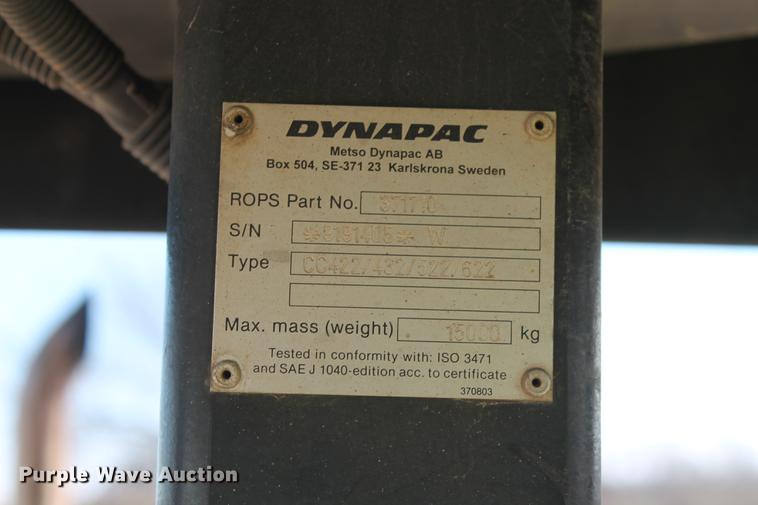 DYNAPAC
Metso Dynapac AB
Box 504, SE-371 23 Karlskrona Sweden
ROPS Part No. 371710
S/N *8191405* W
Type CC422/432/522/622
Max. mass (weight) 15000 kg
Tested in conformity with: ISO 3471
and SAE J 1040-edition acc. to certificate
370803
Purple Wave Auction